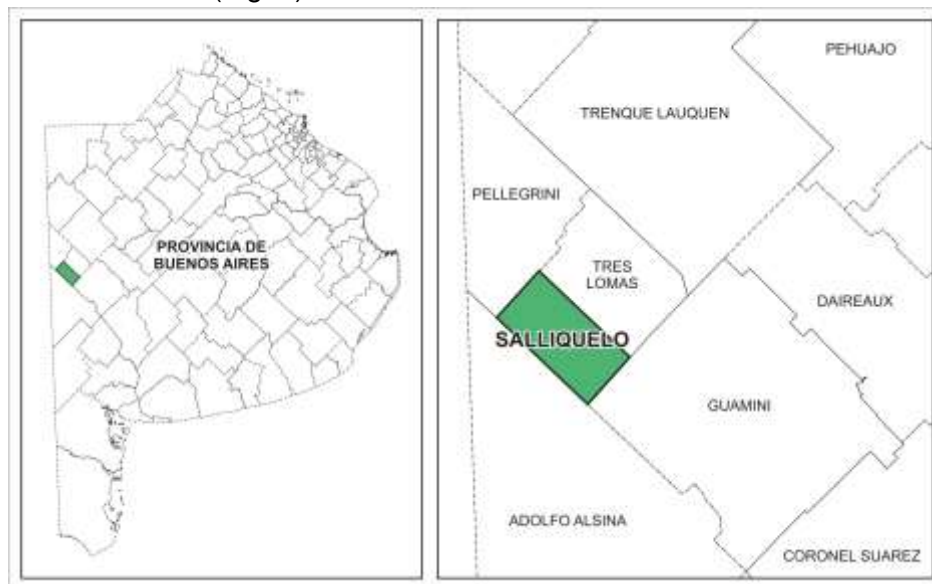 PROVINCIA DE
BUENOS AIRES
PEHUAJO
TRENQUE LAUQUEN
PELLEGRINI
TRES
LOMAS
DAIREAUX
SALLIQUELO
GUAMINI
ADOLFO ALSINA
CORONEL SUAREZ